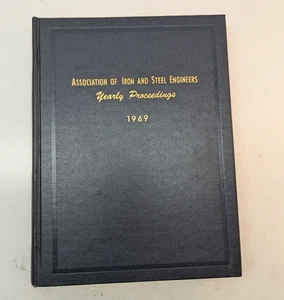 Association of Iron and Steel Engineers
Yearly Proceedings
1969